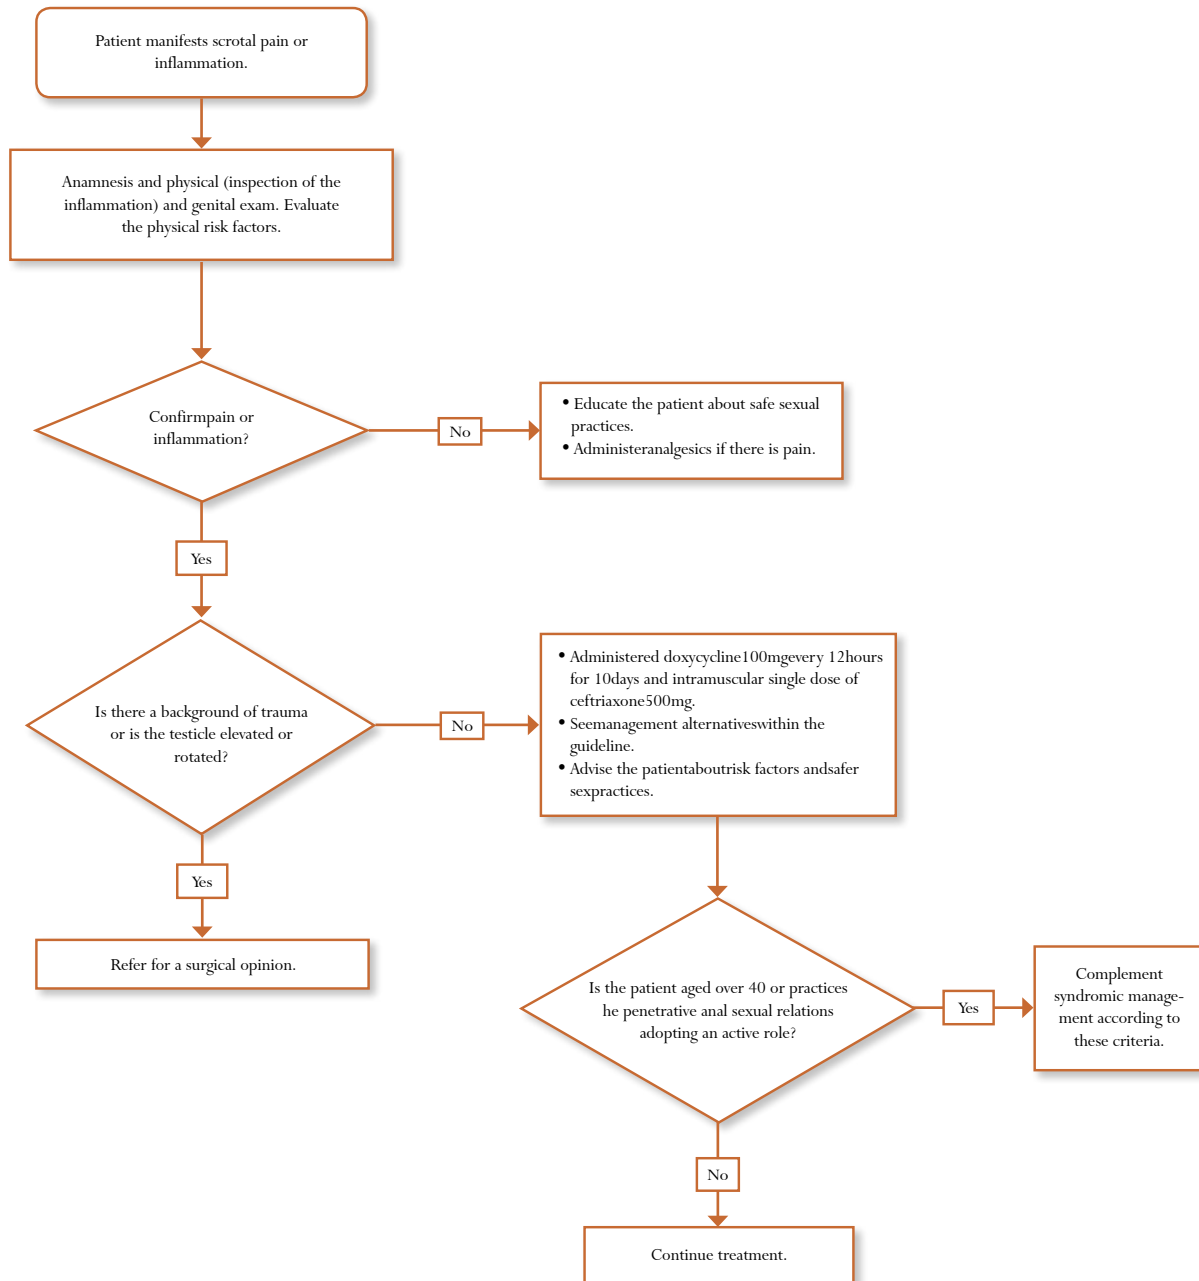 Patient manifests scrotal pain or
inflammation.
Anamnesis and physical (inspection of the
inflammation) and genital exam. Evaluate
the physical risk factors.
Confirmpain or
inflammation?
No
• Educate the patient about safe sexual
practices.
• Administeranalgesics if there is pain.
Yes
Is there a background of trauma
or is the testicle elevated or
rotated?
No
• Administered doxycycline100mgevery 12hours
for 10days and intramuscular single dose of
ceftriaxone500mg.
• Seemanagement alternativeswithin the
guideline.
• Advise the patientaboutrisk factors andsafer
sexpractices.
Yes
Refer for a surgical opinion.
Is the patient aged over 40 or practices
he penetrative anal sexual relations
adopting an active role?
Yes
Complement
syndromic manage-
ment according to
these criteria.
No
Continue treatment.